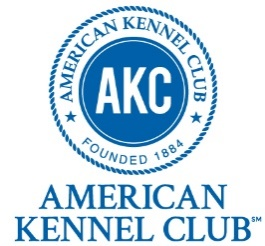 AMERICAN KENNEL CLUB
AKC
FOUNDED 1884
AMERICAN
KENNEL CLUB℠